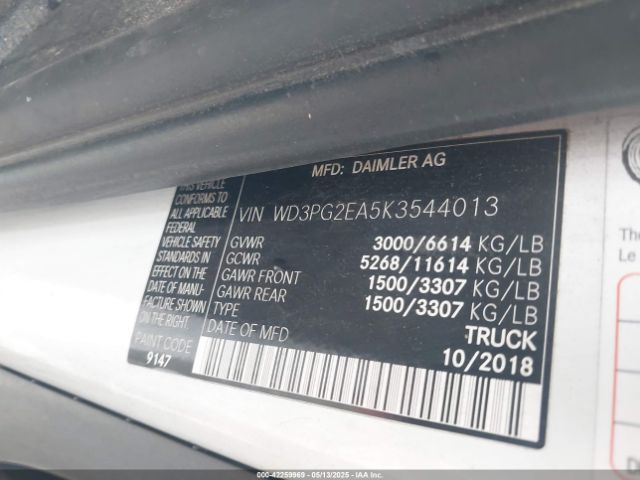 MFD: DAIMLER AG
THIS VEHICLE
CONFORMS TO
ALL APPLICABLE
FEDERAL
VEHICLE SAFETY
STANDARDS IN
EFFECT ON THE
DATE OF MANU-
FACTURE SHOWN
ON THE RIGHT.
PAINT CODE
9147
VIN WD3PG2EA5K3544013
GVWR 3000/6614 KG/LB
GCWR 5268/11614 KG/LB
GAWR FRONT 1500/3307 KG/LB
GAWR REAR 1500/3307 KG/LB
TYPE TRUCK
DATE OF MFD 10/2018
The
Le
000-42259969 05/13/2025 IAAI.COM